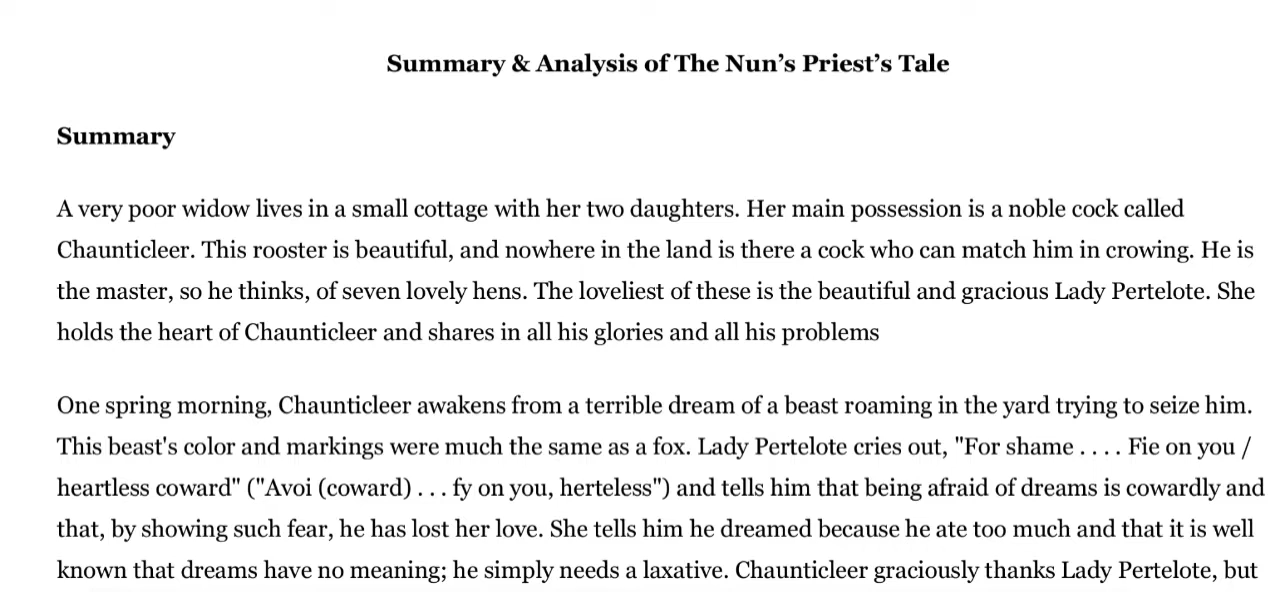 Summary & Analysis of The Nun’s Priest’s Tale
Summary
A very poor widow lives in a small cottage with her two daughters. Her main possession is a noble cock called
Chaunticleer. This rooster is beautiful, and nowhere in the land is there a cock who can match him in crowing. He is
the master, so he thinks, of seven lovely hens. The loveliest of these is the beautiful and gracious Lady Pertelote. She
holds the heart of Chaunticleer and shares in all his glories and all his problems
One spring morning, Chaunticleer awakens from a terrible dream of a beast roaming in the yard trying to seize him.
This beast's color and markings were much the same as a fox. Lady Pertelote cries out, "For shame . . . . Fie on you /
heartless coward" ("Avoi (coward) . . . fy on you, herteless") and tells him that being afraid of dreams is cowardly and
that, by showing such fear, he has lost her love. She tells him he dreamed because he ate too much and that it is well
known that dreams have no meaning; he simply needs a laxative. Chaunticleer graciously thanks Lady Pertelote, but